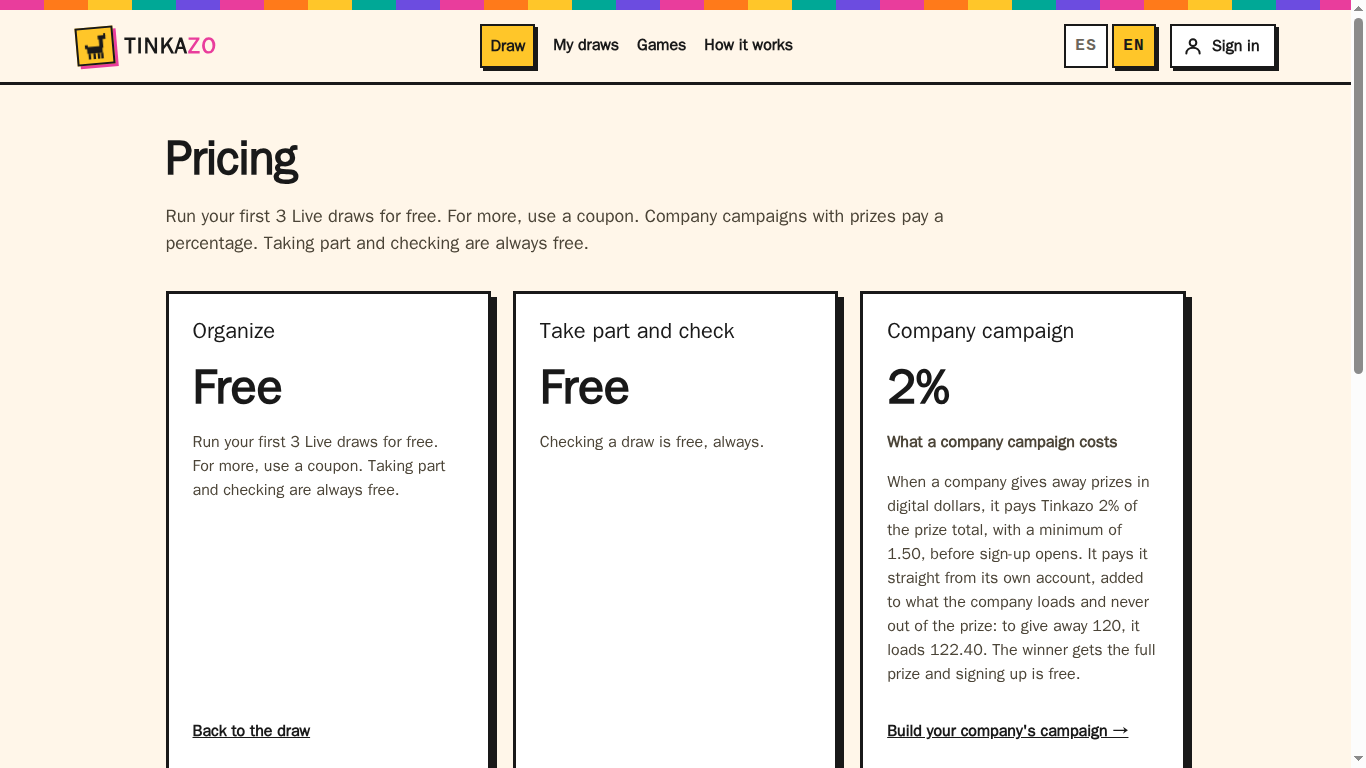 TINKAZO
Draw
My draws
Games
How it works
ES
EN
Sign in
Pricing
Run your first 3 Live draws for free. For more, use a coupon. Company campaigns with prizes pay a
percentage. Taking part and checking are always free.
Organize
Free
Run your first 3 Live draws for free.
For more, use a coupon. Taking part
and checking are always free.
Back to the draw
Take part and check
Free
Checking a draw is free, always.
Company campaign
2%
What a company campaign costs
When a company gives away prizes in
digital dollars, it pays Tinkazo 2% of
the prize total, with a minimum of
1.50, before sign-up opens. It pays it
straight from its own account, added
to what the company loads and never
out of the prize: to give away 120, it
loads 122.40. The winner gets the full
prize and signing up is free.
Build your company's campaign →